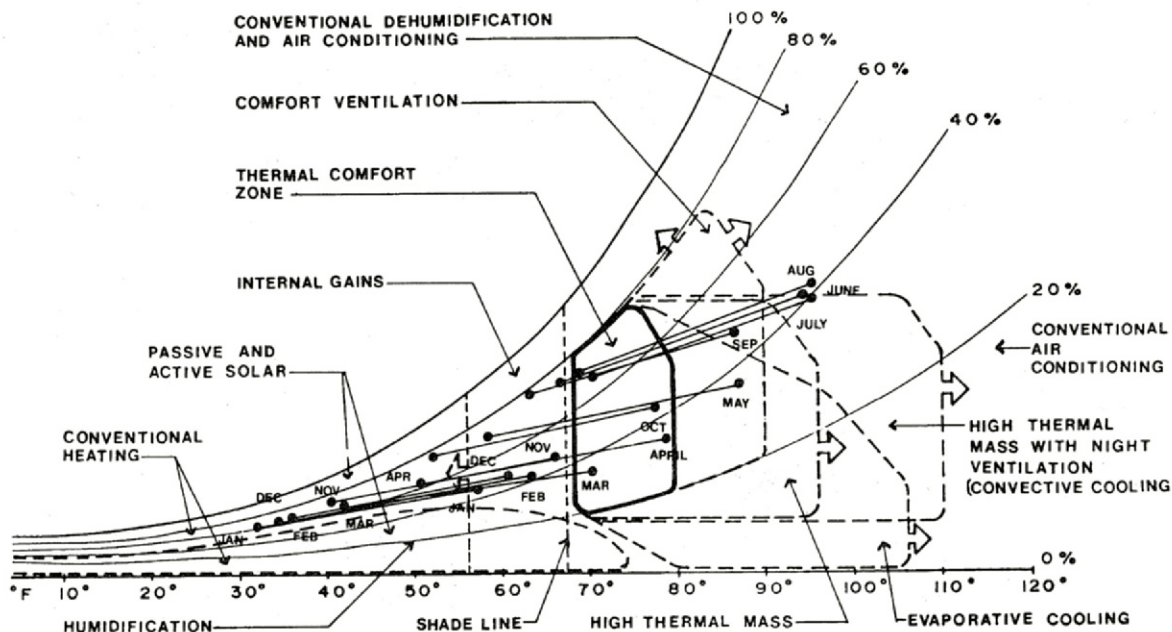 CONVENTIONAL DEHUMIDIFICATION
AND AIR CONDITIONING
100%
80%
60%
40%
COMFORT VENTILATION
THERMAL COMFORT
ZONE
INTERNAL GAINS
AUG
JUNE
JULY
20%
SEP
CONVENTIONAL
AIR
CONDITIONING
PASSIVE AND
ACTIVE SOLAR
MAY
OCT
HIGH THERMAL
MASS WITH NIGHT
VENTILATION
(CONVECTIVE COOLING
CONVENTIONAL
HEATING
NOV
APRIL
DEC
APR
MAR
DEC
NOV
FEB
JAN
MAR
JAN
FEB
0%
°F
10°
20°
30°
40°
50°
60°
70°
80°
90°
100°
110°
120
HUMIDIFICATION
SHADE LINE
HIGH THERMAL MASS
EVAPORATIVE COOLING